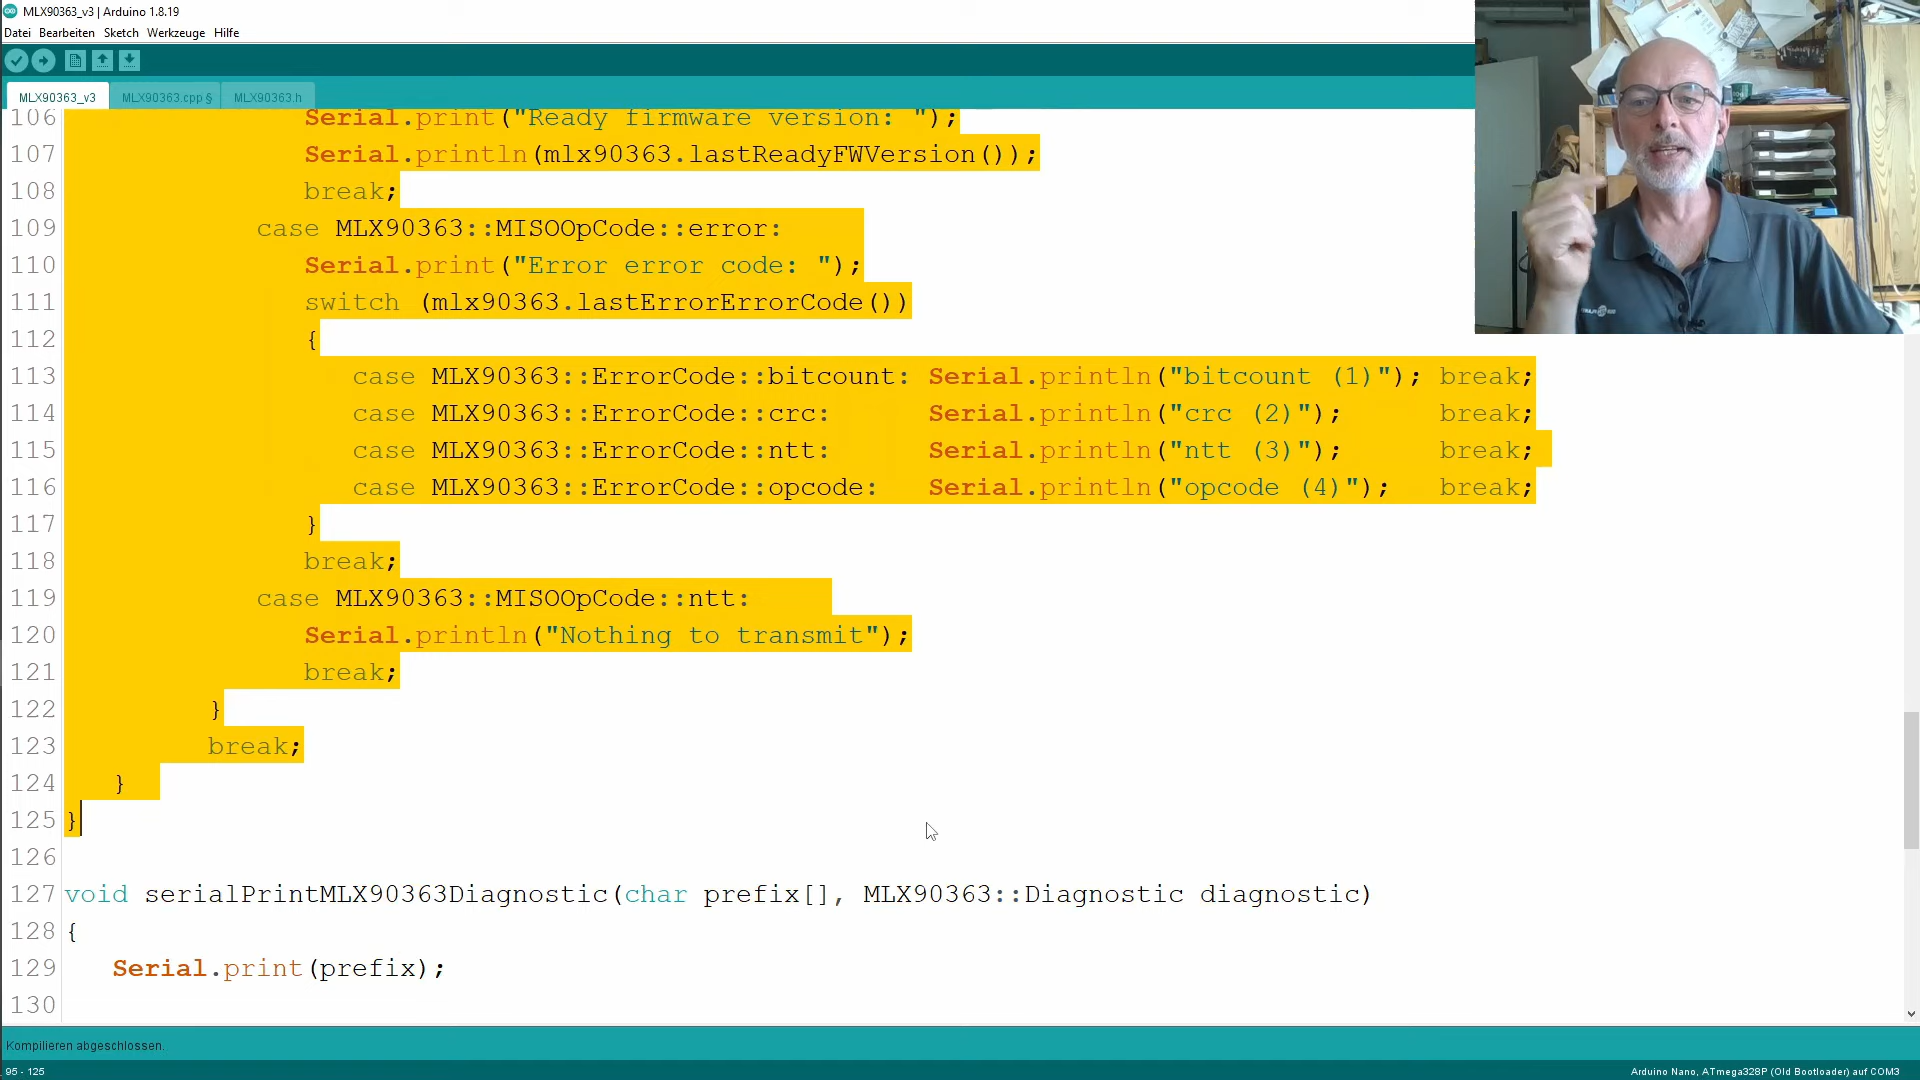 MLX90363_v3 | Arduino 1.8.19
Datei Bearbeiten Sketch Werkzeuge Hilfe
MLX90363_v3 MLX90363.cpp § MLX90363.h
106 Serial.print("Ready firmware version: ");
107 Serial.println(mlx90363.lastReadyFWVersion());
108 break;
109 case MLX90363::MISOOpCode::error:
110 Serial.print("Error error code: ");
111 switch (mlx90363.lastErrorErrorCode())
112 {
113 case MLX90363::ErrorCode::bitcount: Serial.println("bitcount (1)"); break;
114 case MLX90363::ErrorCode::crc: Serial.println("crc (2)"); break;
115 case MLX90363::ErrorCode::ntt: Serial.println("ntt (3)"); break;
116 case MLX90363::ErrorCode::opcode: Serial.println("opcode (4)"); break;
117 }
118 break;
119 case MLX90363::MISOOpCode::ntt:
120 Serial.println("Nothing to transmit");
121 break;
122 }
123 break;
124 }
125 }
126
127 void serialPrintMLX90363Diagnostic(char prefix[], MLX90363::Diagnostic diagnostic)
128 {
129 Serial.print(prefix);
130
Kompilieren abgeschlossen.
95 - 125 Arduino Nano, ATmega328P (Old Bootloader) auf COM3